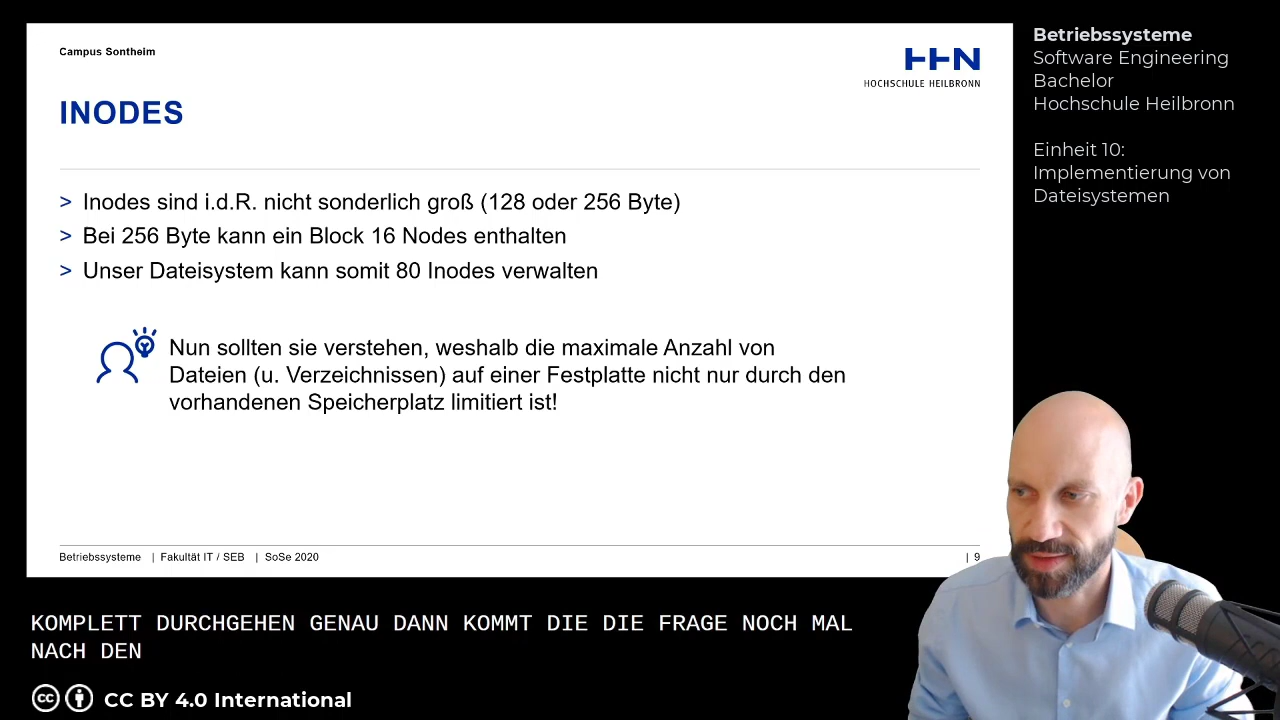 Campus Sontheim
HHN
HOCHSCHULE HEILBRONN
INODES
> Inodes sind i.d.R. nicht sonderlich groß (128 oder 256 Byte)
> Bei 256 Byte kann ein Block 16 Nodes enthalten
> Unser Dateisystem kann somit 80 Inodes verwalten
Nun sollten sie verstehen, weshalb die maximale Anzahl von
Dateien (u. Verzeichnissen) auf einer Festplatte nicht nur durch den
vorhandenen Speicherplatz limitiert ist!
Betriebssysteme | Fakultät IT / SEB | SoSe 2020 | 9
Betriebssysteme
Software Engineering
Bachelor
Hochschule Heilbronn
Einheit 10:
Implementierung von
Dateisystemen
KOMPLETT DURCHGEHEN GENAU DANN KOMMT DIE DIE FRAGE NOCH MAL
NACH DEN
cc CC BY 4.0 International